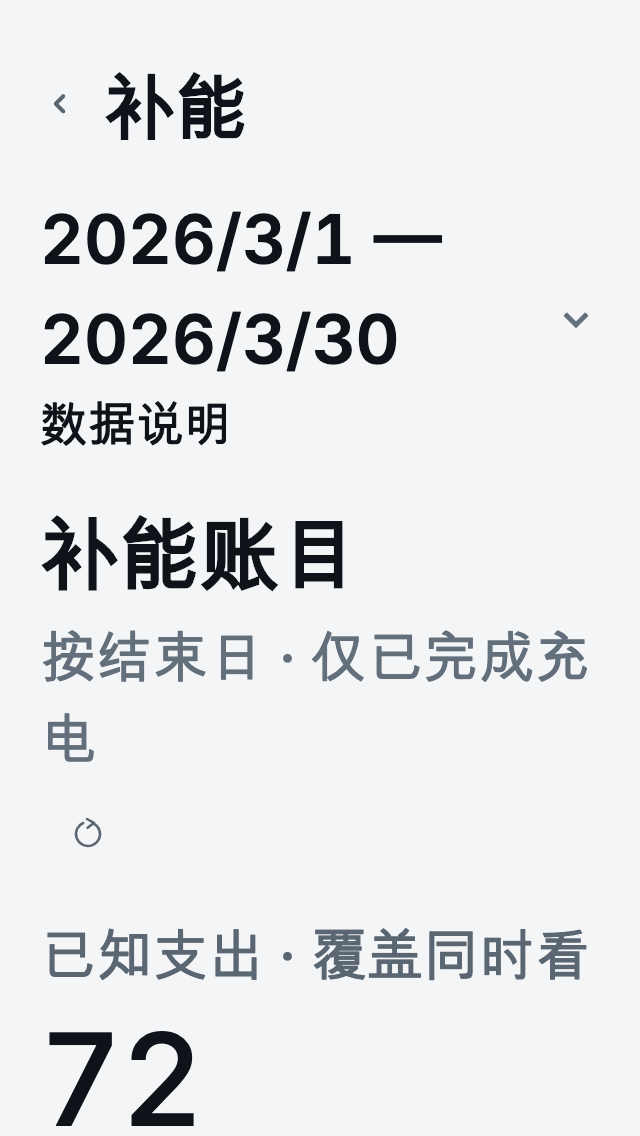 补能
2026/3/1 —
2026/3/30
数据说明
补能账目
按结束日 · 仅已完成充
电
已知支出 · 覆盖同时看
72